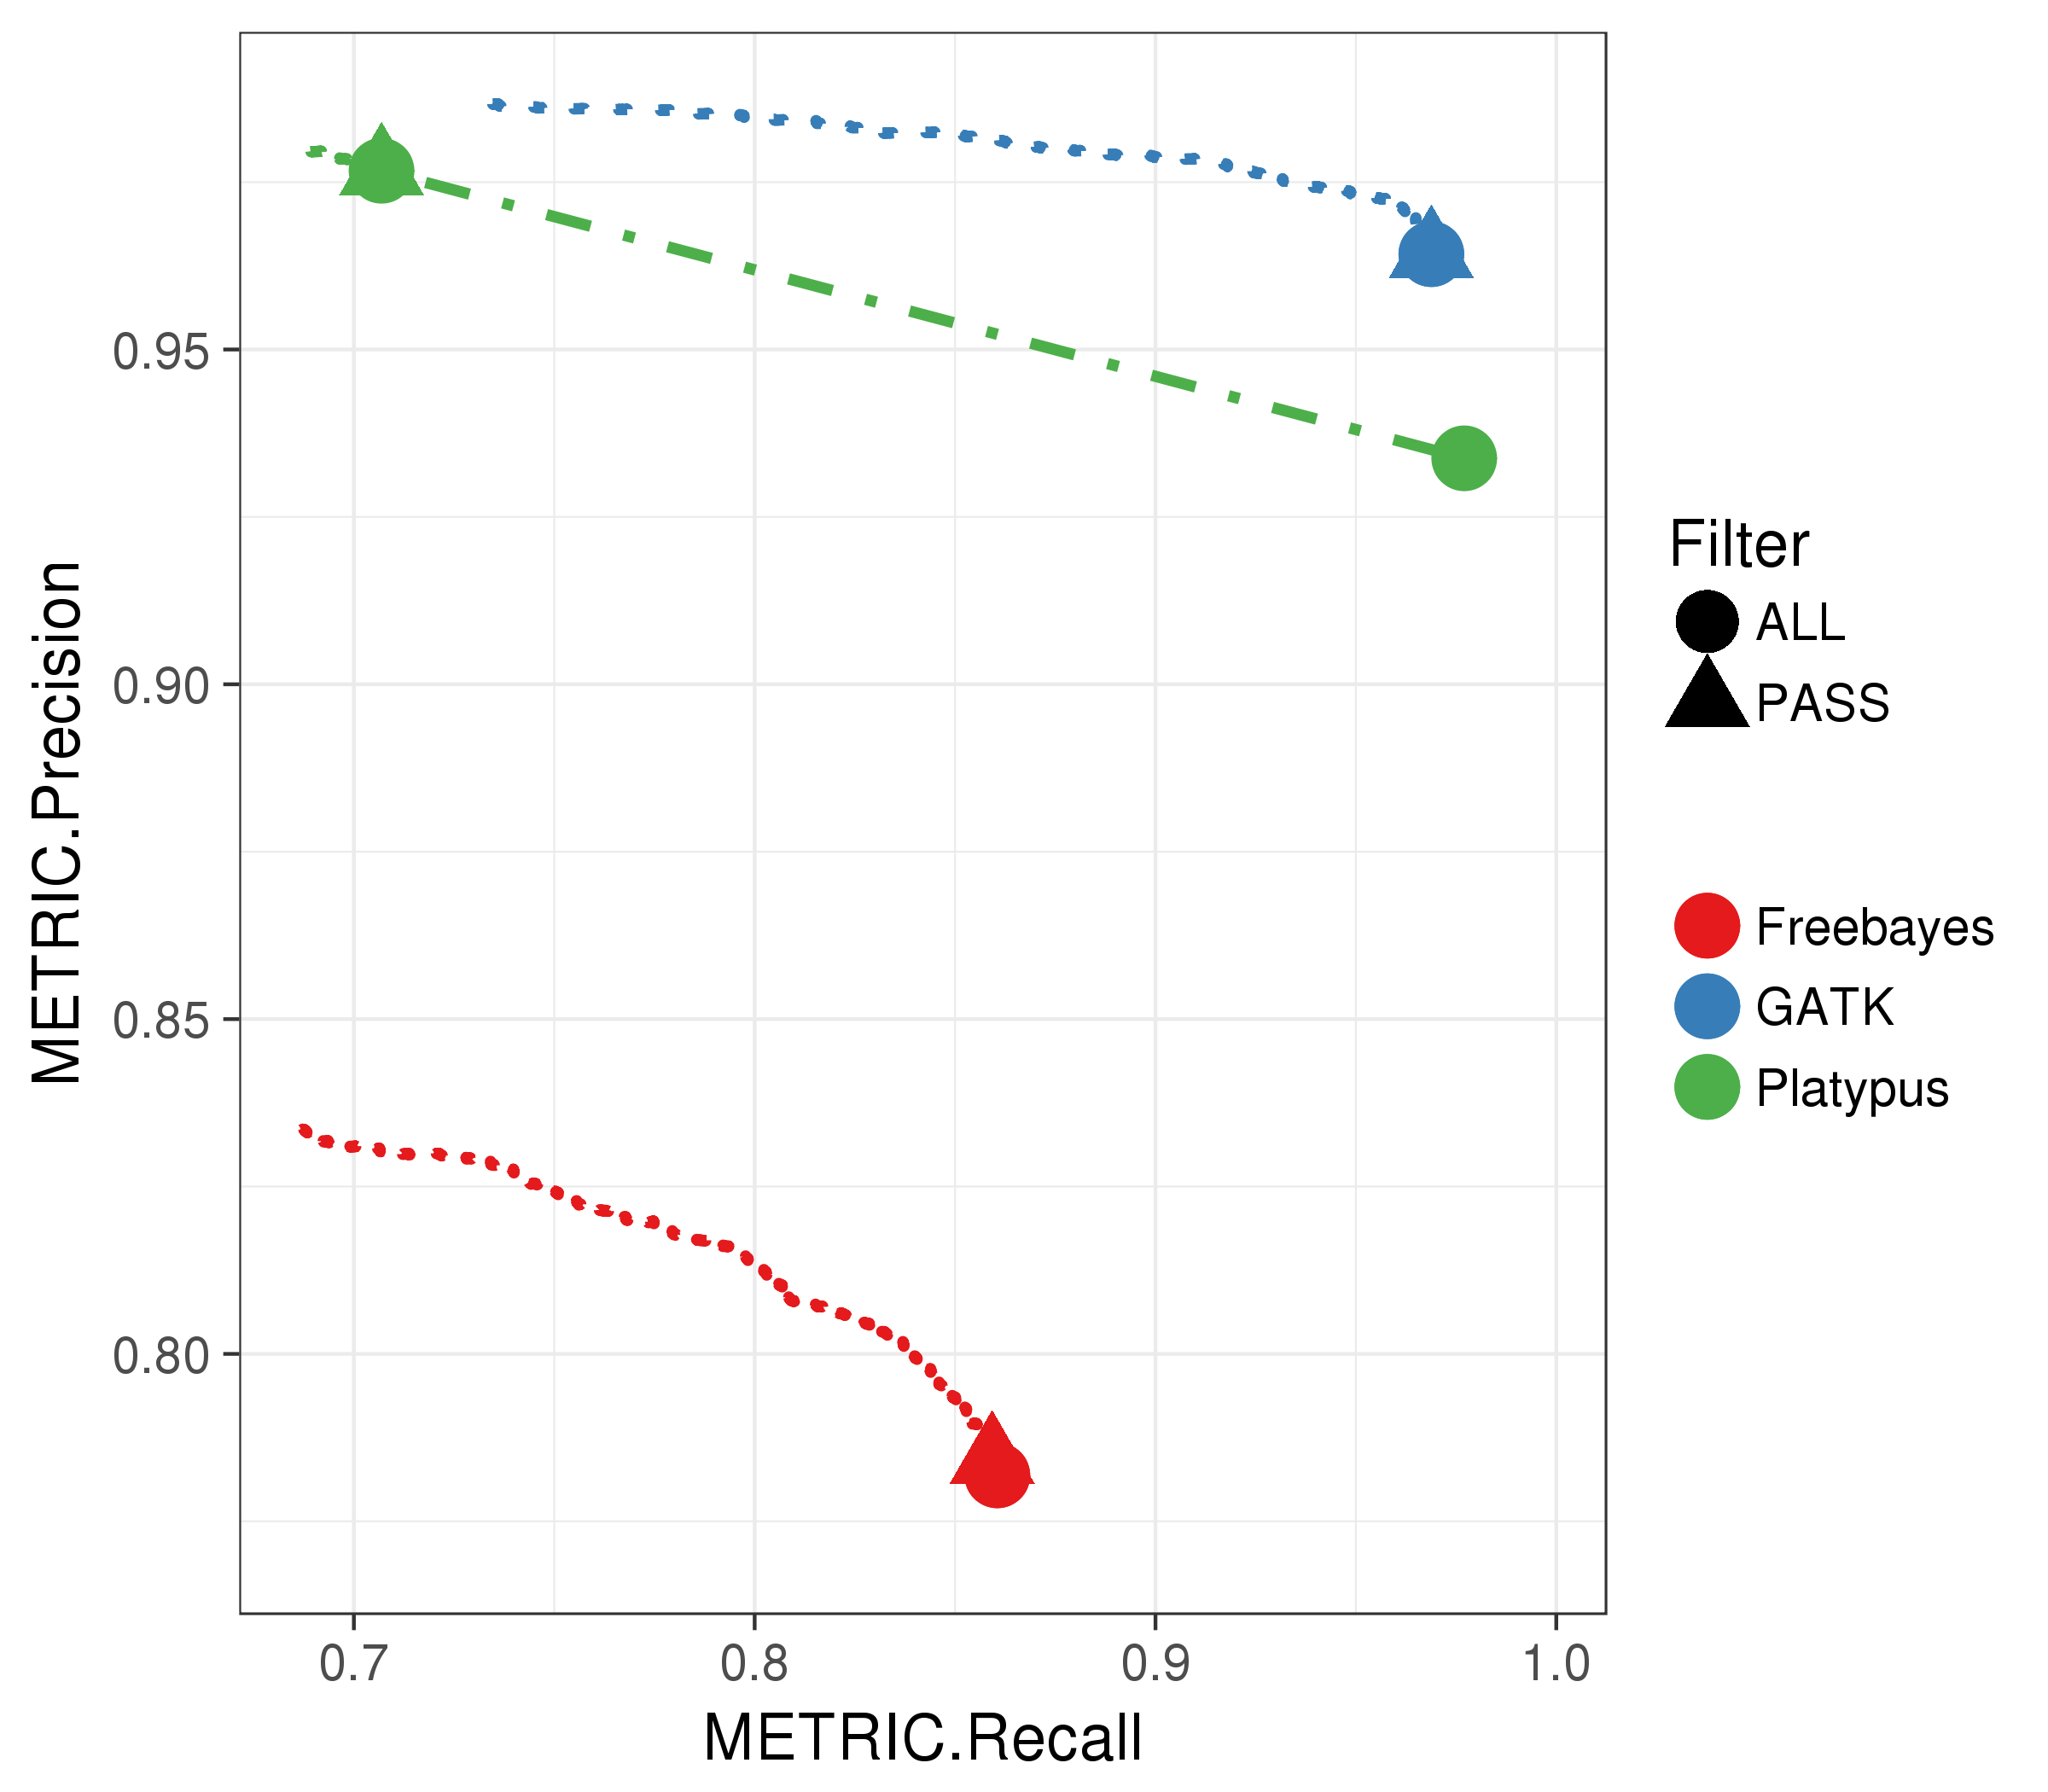 METRIC.Precision
0.95
0.90
0.85
0.80
0.7
0.8
0.9
1.0
METRIC.Recall
Filter
ALL
PASS
Freebayes
GATK
Platypus